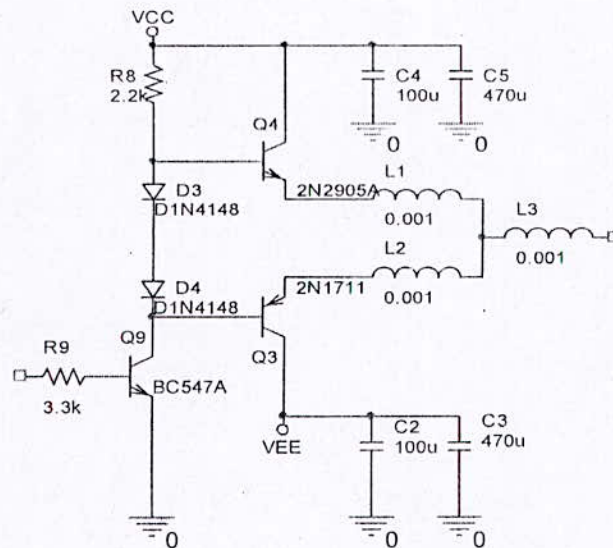 VCC
R8
2.2k
C4
100u
C5
470u
0
0
Q4
2N2905A
L1
0.001
D3
D1N4148
L3
0.001
L2
0.001
D4
D1N4148
2N1711
Q9
Q3
R9
3.3k
BC547A
VEE
C2
100u
C3
470u
0
0
0